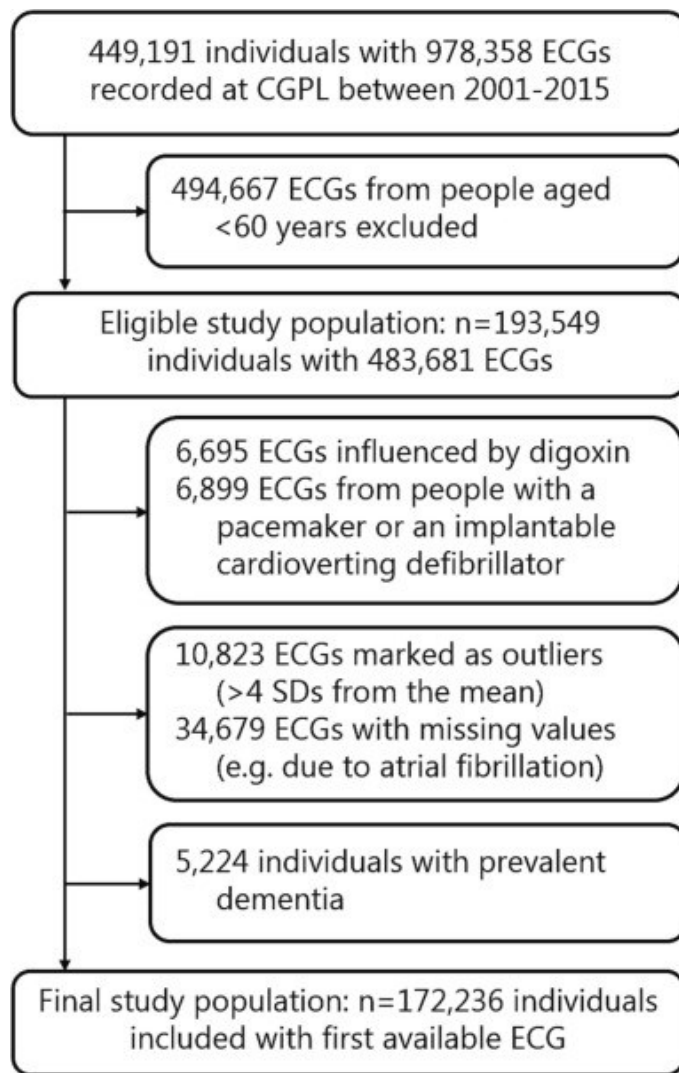 449,191 individuals with 978,358 ECGs
recorded at CGPL between 2001-2015
494,667 ECGs from people aged
<60 years excluded
Eligible study population: n=193,549
individuals with 483,681 ECGs
6,695 ECGs influenced by digoxin
6,899 ECGs from people with a
pacemaker or an implantable
cardioverting defibrillator
10,823 ECGs marked as outliers
(>4 SDs from the mean)
34,679 ECGs with missing values
(e.g. due to atrial fibrillation)
5,224 individuals with prevalent
dementia
Final study population: n=172,236 individuals
included with first available ECG